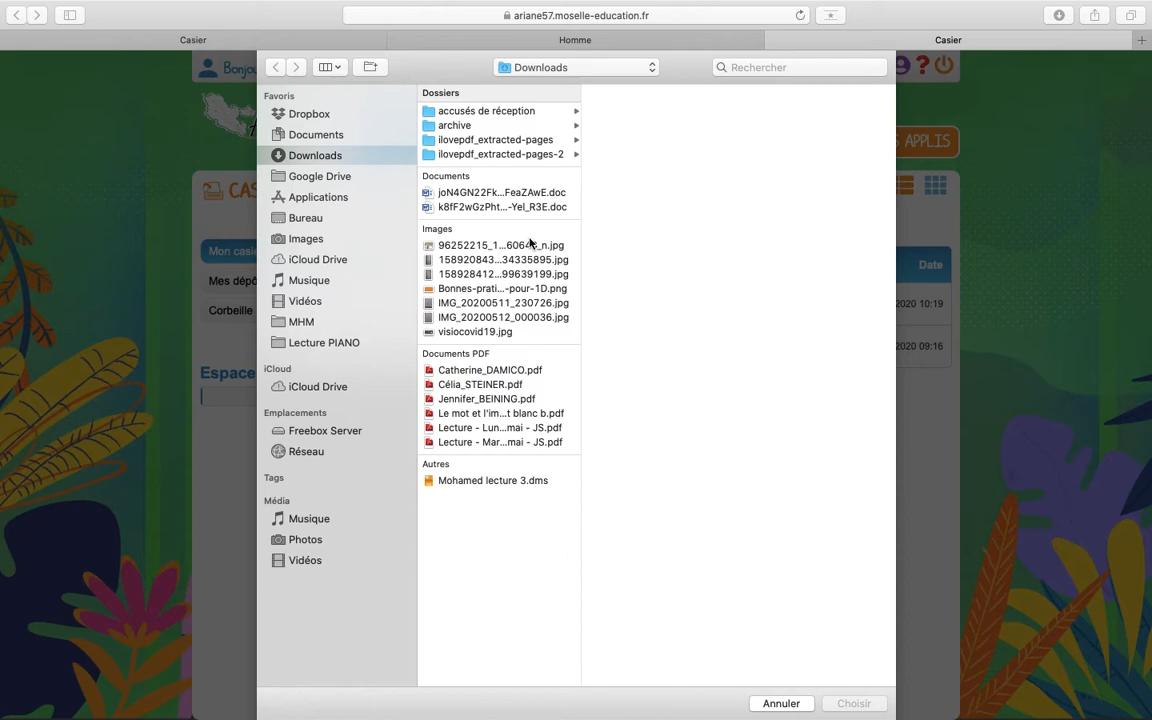 ariane57.moselle-education.fr
Casier
Homme
Casier
Bonjou
Downloads
Rechercher
S APPLIS
CAS
Mon casie
Mes dépô
Corbeille
Espace
Date
2020 10:19
2020 09:16
Favoris
Dropbox
Documents
Downloads
Google Drive
Applications
Bureau
Images
iCloud Drive
Musique
Vidéos
MHM
Lecture PIANO
iCloud
iCloud Drive
Emplacements
Freebox Server
Réseau
Tags
Média
Musique
Photos
Vidéos
Dossiers
accusés de réception
archive
ilovepdf_extracted-pages
ilovepdf_extracted-pages-2
Documents
joN4GN22Fk...FeaZAwE.doc
k8fF2wGzPht...-Yel_R3E.doc
Images
158920843...34335895.jpg
158928412...99639199.jpg
Bonnes-prati...-pour-1D.png
IMG_20200511_230726.jpg
IMG_20200512_000036.jpg
visiocovid19.jpg
Documents PDF
Catherine_DAMICO.pdf
Célia_STEINER.pdf
Jennifer_BEINING.pdf
Le mot et l'im...t blanc b.pdf
Lecture - Lun...mai - JS.pdf
Lecture - Mar...mai - JS.pdf
Autres
Mohamed lecture 3.dms
Annuler
Choisir